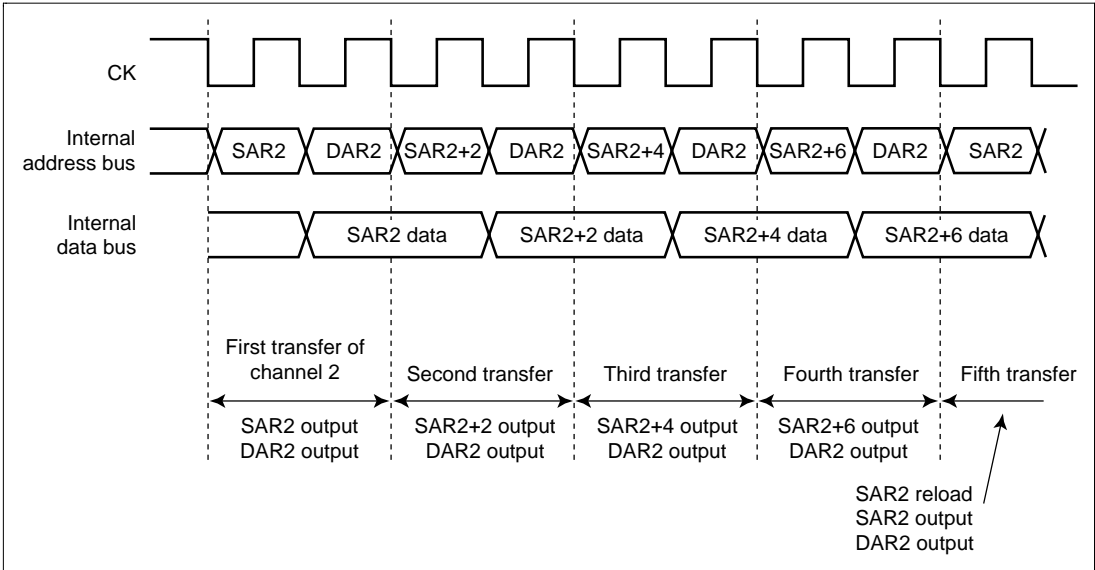 CK
Internal
address bus
SAR2 DAR2 SAR2+2 DAR2 SAR2+4 DAR2 SAR2+6 DAR2 SAR2
Internal
data bus
SAR2 data SAR2+2 data SAR2+4 data SAR2+6 data
First transfer of
channel 2
Second transfer
Third transfer
Fourth transfer
Fifth transfer
SAR2 output
DAR2 output
SAR2+2 output
DAR2 output
SAR2+4 output
DAR2 output
SAR2+6 output
DAR2 output
SAR2 reload
SAR2 output
DAR2 output